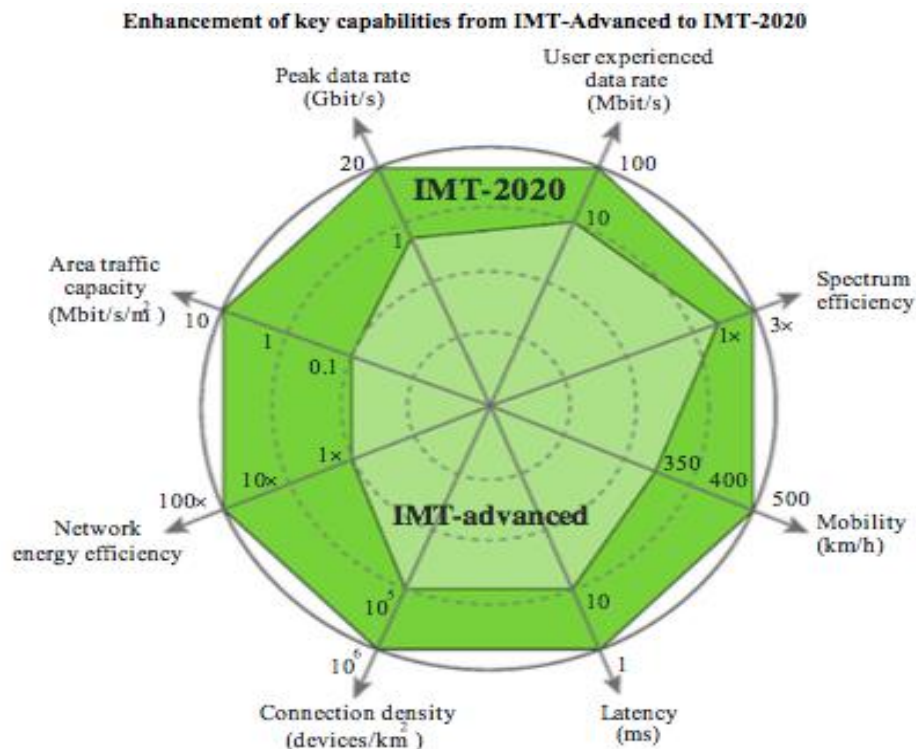 Enhancement of key capabilities from IMT-Advanced to IMT-2020
Peak data rate
(Gbit/s)
User experienced
data rate
(Mbit/s)
20
100
IMT-2020
1
10
Area traffic
capacity
(Mbit/s/m²)
10
1
0.1
Spectrum
efficiency
3×
1×
1×
10×
100×
350
400
500
Network
energy efficiency
IMT-advanced
Mobility
(km/h)
10⁵
10
10⁶
1
Connection density
(devices/km²)
Latency
(ms)